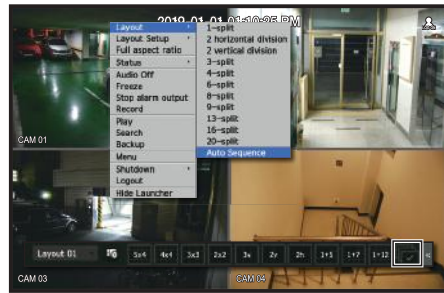 2019-01-01 01:10:25 PM
Layout
Layout Setup
Full aspect ratio
Status
Audio Off
Freeze
Stop alarm output
Record
Play
Search
Backup
Menu
Shutdown
Logout
Hide Launcher
1-split
2 horizontal division
2 vertical division
3-split
4-split
6-split
8-split
9-split
13-split
16-split
20-split
Auto Sequence
CAM 01
Layout 01
5x4
4x4
3x3
2x2
3v
2v
2h
1+5
1+7
1+12
CAM 03
CAM 04